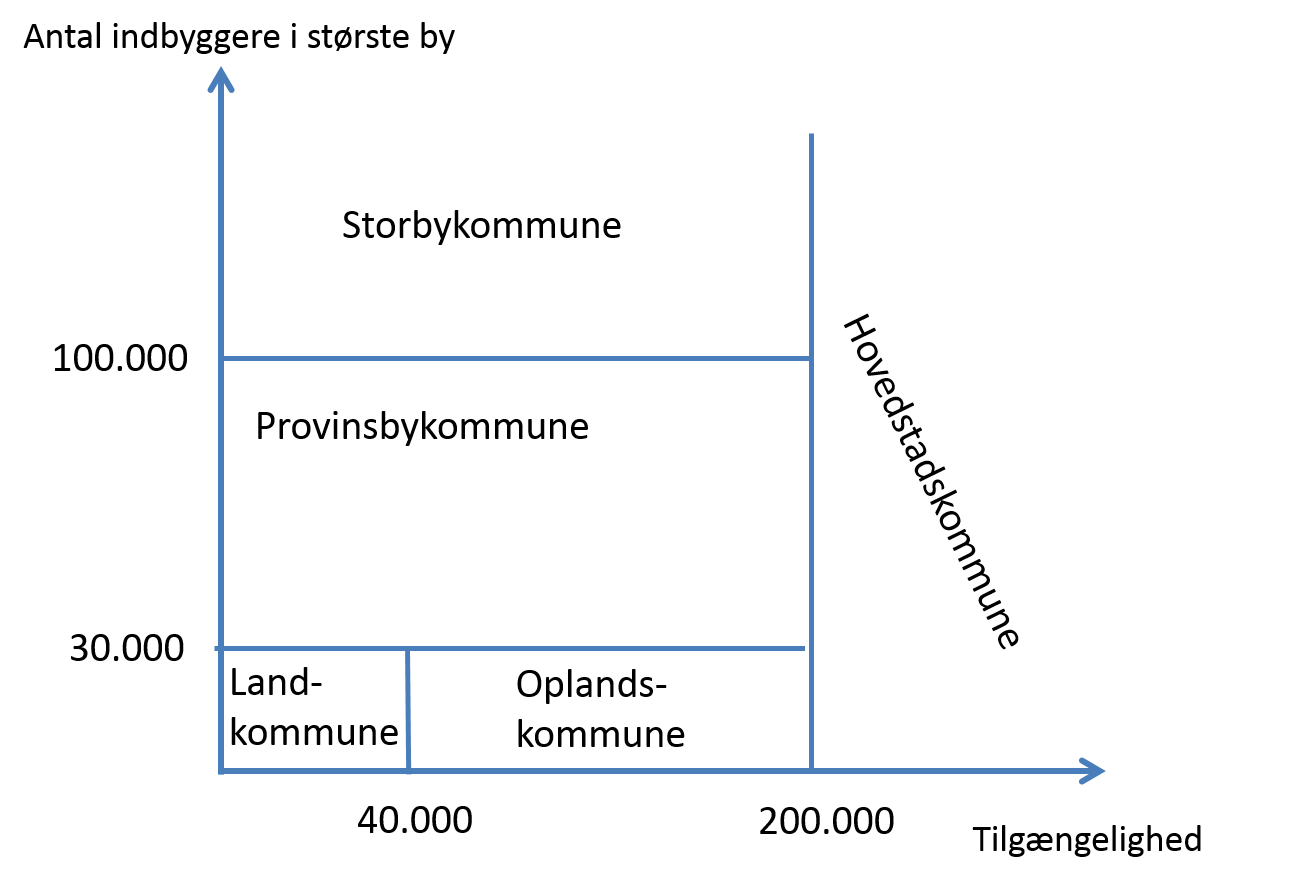 Antal indbyggere i største by
Storbykommune
100.000
Provinsbykommune
Hovedstadskommune
30.000
Land-
kommune
Oplands-
kommune
40.000
200.000
Tilgængelighed